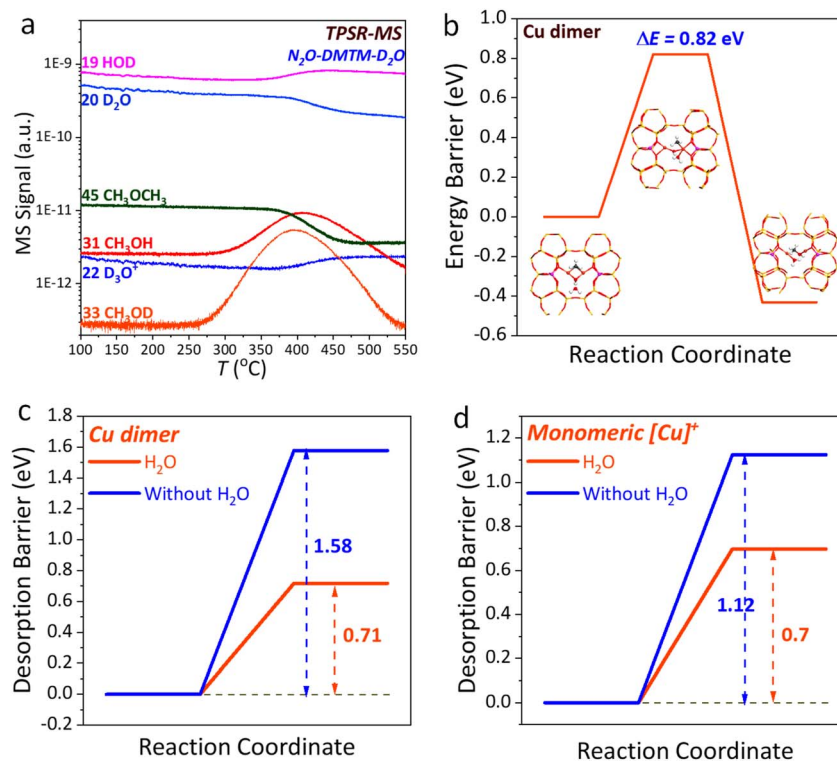 a
TPSR-MS
N₂O-DMTM-D₂O
19 HOD
20 D₂O
45 CH₃OCH₃
31 CH₃OH
22 D₃O⁺
33 CH₃OD
MS Signal (a.u.)
1E-9
1E-10
1E-11
1E-12
100 150 200 250 300 350 400 450 500 550
T (°C)
b
Cu dimer
ΔE = 0.82 eV
Energy Barrier (eV)
1.0
0.8
0.6
0.4
0.2
0.0
-0.2
-0.4
-0.6
Reaction Coordinate
c
Cu dimer
H₂O
Without H₂O
1.58
0.71
Desorption Barrier (eV)
1.8
1.6
1.4
1.2
1.0
0.8
0.6
0.4
0.2
0.0
-0.2
Reaction Coordinate
d
Monomeric [Cu]⁺
H₂O
Without H₂O
1.12
0.7
Desorption Barrier (eV)
1.2
1.0
0.8
0.6
0.4
0.2
0.0
Reaction Coordinate